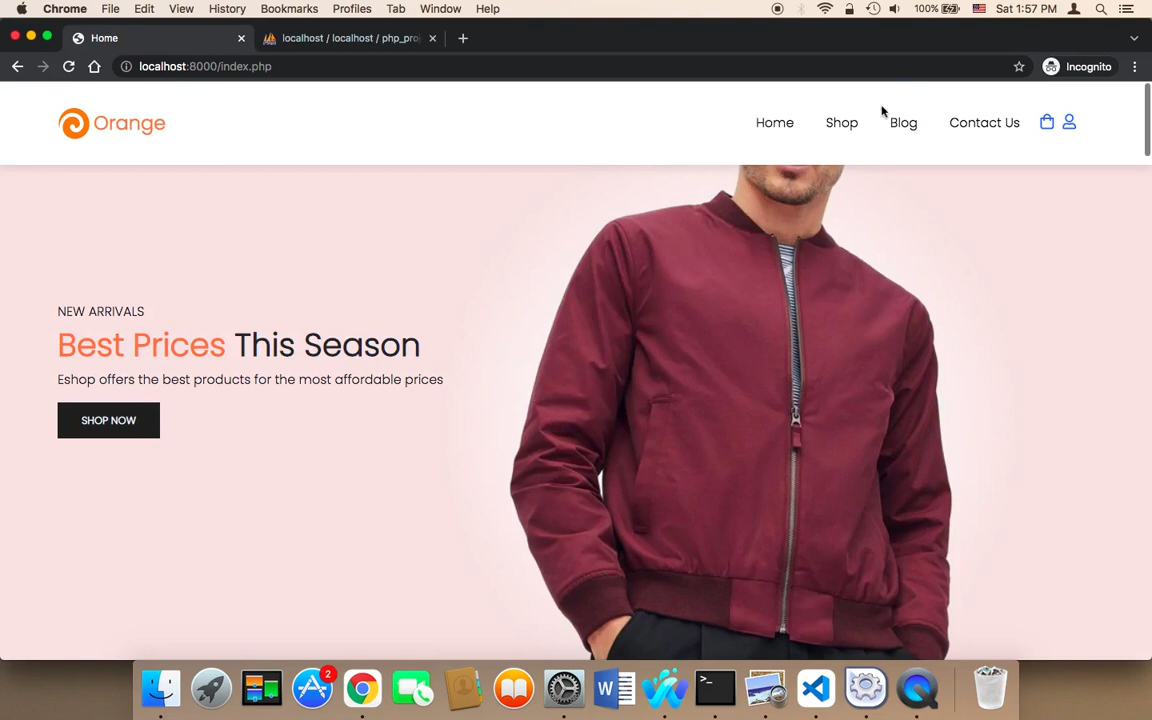 Chrome File Edit View History Bookmarks Profiles Tab Window Help 100% Sat 1:57 PM
Home localhost / localhost / php_pro
localhost:8000/index.php Incognito
Orange Home Shop Blog Contact Us
NEW ARRIVALS
Best Prices This Season
Eshop offers the best products for the most affordable prices
SHOP NOW
2